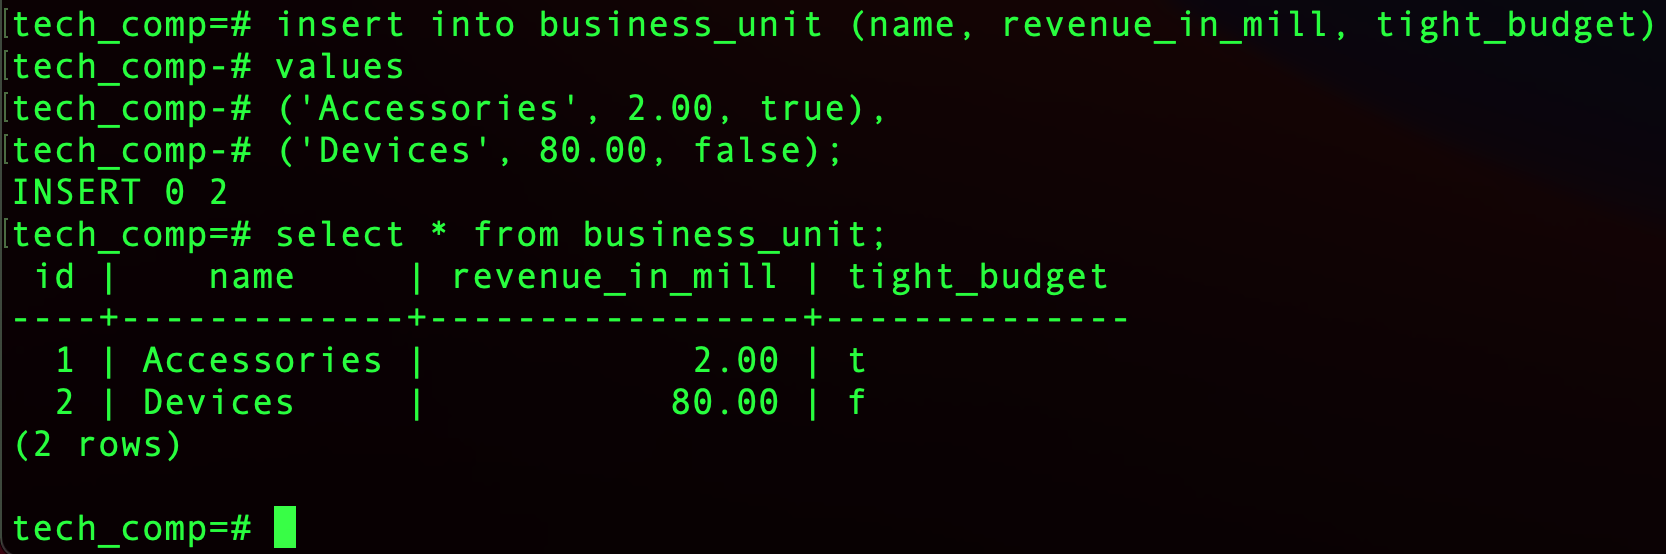 tech_comp=# insert into business_unit (name, revenue_in_mill, tight_budget)
tech_comp-# values
tech_comp-# ('Accessories', 2.00, true),
tech_comp-# ('Devices', 80.00, false);
INSERT 0 2
tech_comp=# select * from business_unit;
 id |    name     | revenue_in_mill | tight_budget
----+-------------+-----------------+--------------
  1 | Accessories |            2.00 | t
  2 | Devices     |           80.00 | f
(2 rows)
tech_comp=#